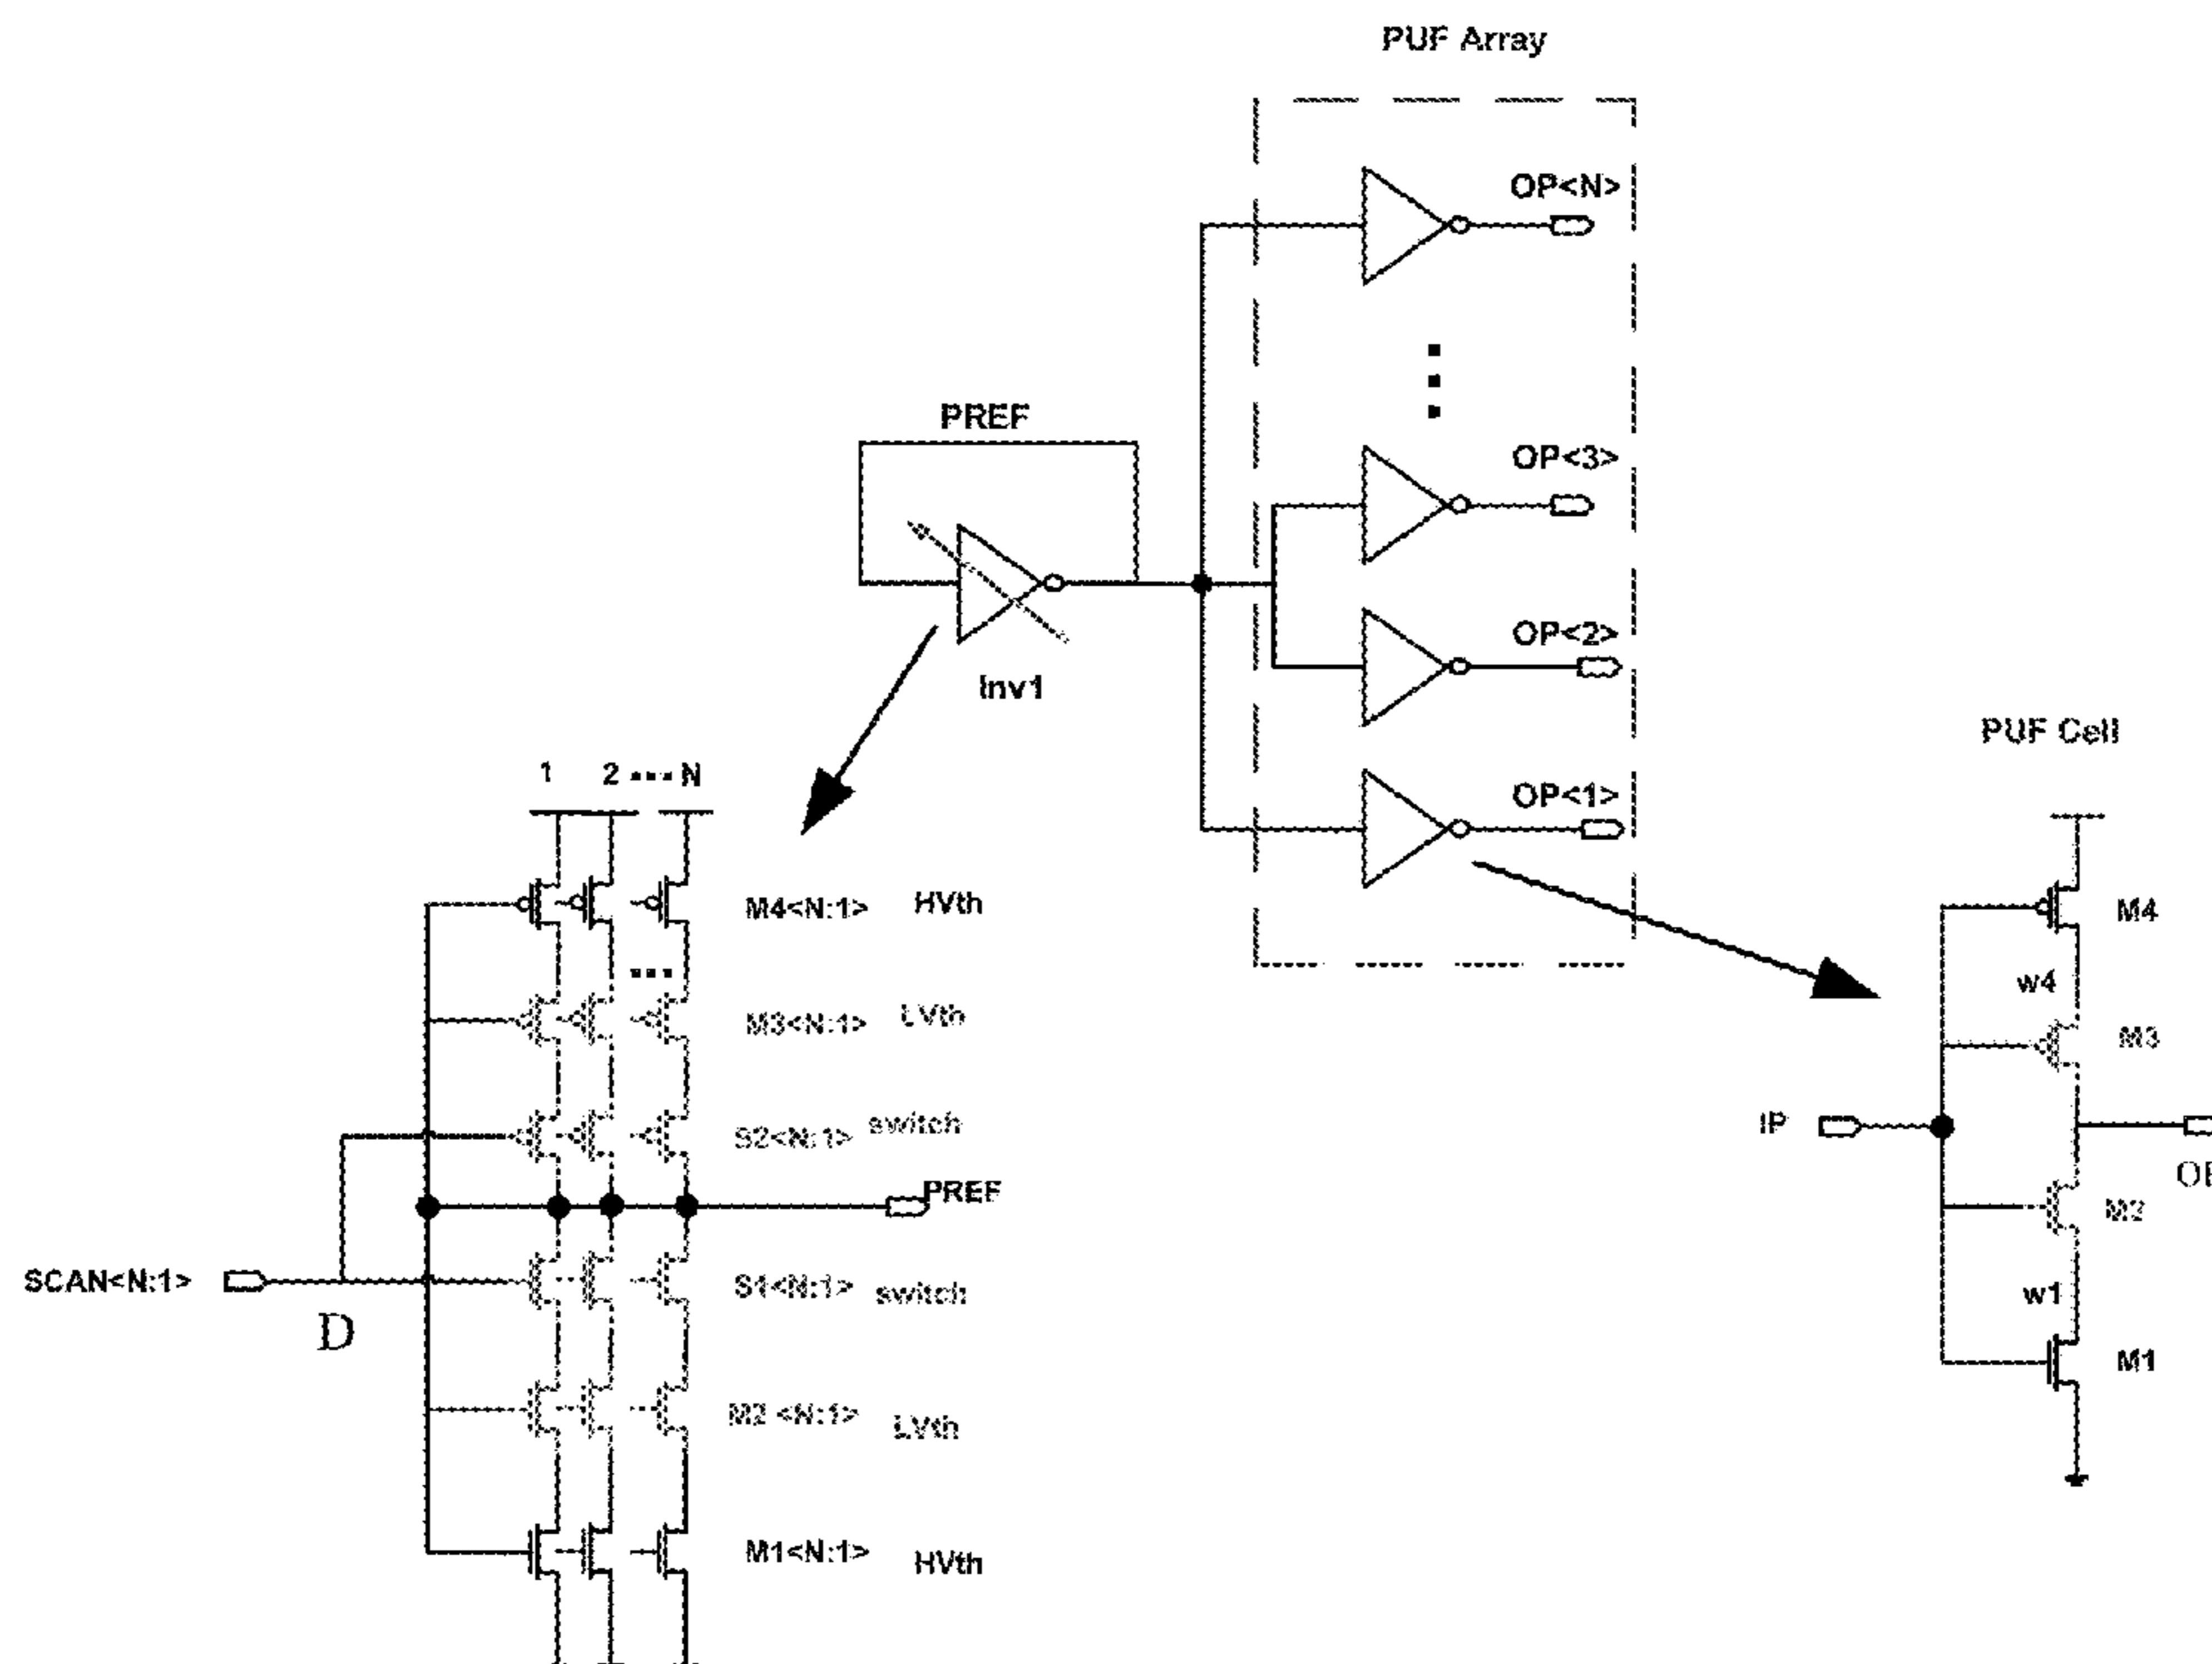 PUF Array
OP<N>
OP<3>
PREF
OP<2>
Inv1
PUF Cell
1 2 ... N
OP<1>
M4<N:1> HVth
M4
w4
M3<N:1> LVth
M3
S2<N:1> switch
IP
PREF
M2
SCAN<N:1>
S1<N:1> switch
w1
D
M1
M2 <N:1> LVth
M1<N:1> HVth